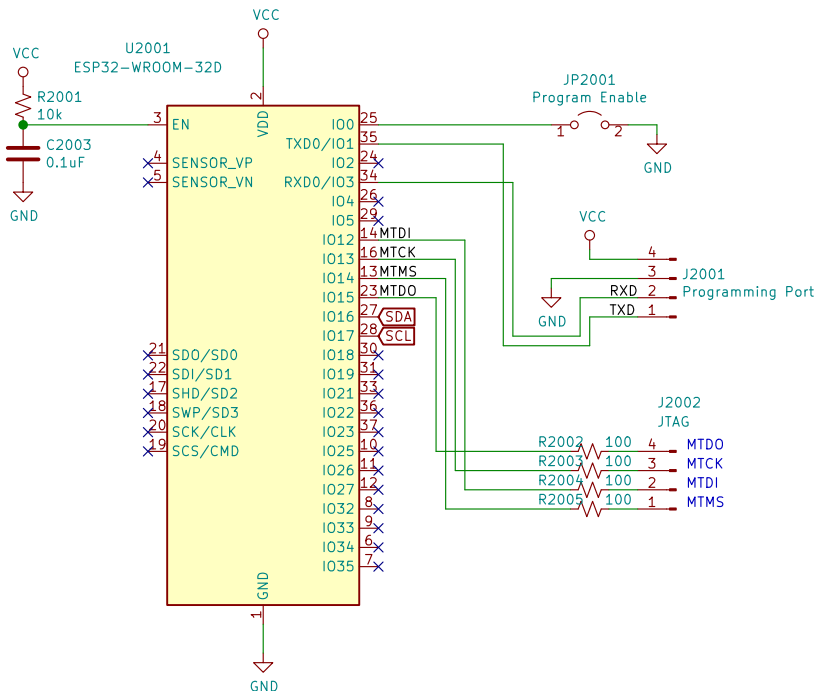 VCC
U2001
ESP32-WROOM-32D
VCC
R2001
10k
C2003
0.1uF
GND
3
EN
4
SENSOR_VP
5
SENSOR_VN
21
SDO/SD0
22
SDI/SD1
17
SHD/SD2
18
SWP/SD3
20
SCK/CLK
19
SCS/CMD
2
VDD
GND
1
GND
IO0
25
TXD0/IO1
35
IO2
24
RXD0/IO3
34
IO4
26
IO5
29
IO12
14
MTDI
IO13
16
MTCK
IO14
13
MTMS
IO15
23
MTDO
IO16
27
SDA
IO17
28
SCL
IO18
30
IO19
31
IO21
33
IO22
36
IO23
37
IO25
10
IO26
11
IO27
12
IO32
8
IO33
9
IO34
6
IO35
7
JP2001
Program Enable
1
2
GND
VCC
4
3
GND
RXD
2
TXD
1
J2001
Programming Port
J2002
JTAG
R2002
100
4
MTDO
R2003
100
3
MTCK
R2004
100
2
MTDI
R2005
100
1
MTMS